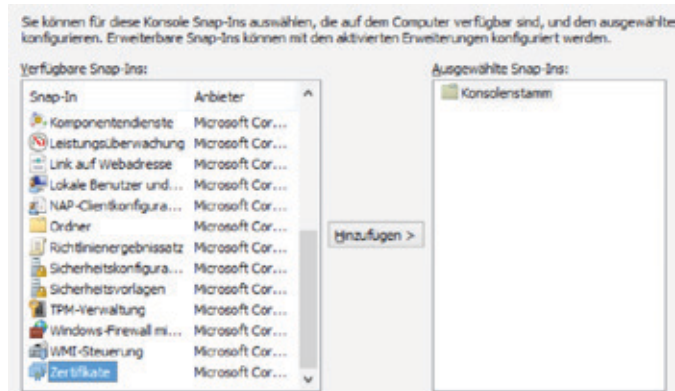 Sie können für diese Konsole Snap-Ins auswählen, die auf dem Computer verfügbar sind, und den ausgewählte
konfigurieren. Erweiterbare Snap-Ins können mit den aktivierten Erweiterungen konfiguriert werden.
Verfügbare Snap-Ins:
Ausgewählte Snap-Ins:
Snap-In Anbieter
Konsolenstamm
Komponentendienste Microsoft Cor...
Leistungsüberwachung Microsoft Cor...
Link auf Webadresse Microsoft Cor...
Lokale Benutzer und... Microsoft Cor...
NAP-Clientkonfigura... Microsoft Cor...
Ordner Microsoft Cor...
Hinzufügen >
Richtlinienergebnissatz Microsoft Cor...
Sicherheitskonfigura... Microsoft Cor...
Sicherheitsvorlagen Microsoft Cor...
TPM-Verwaltung Microsoft Cor...
Windows-Firewall mi... Microsoft Cor...
WMI-Steuerung Microsoft Cor...
Zertifikate Microsoft Cor...